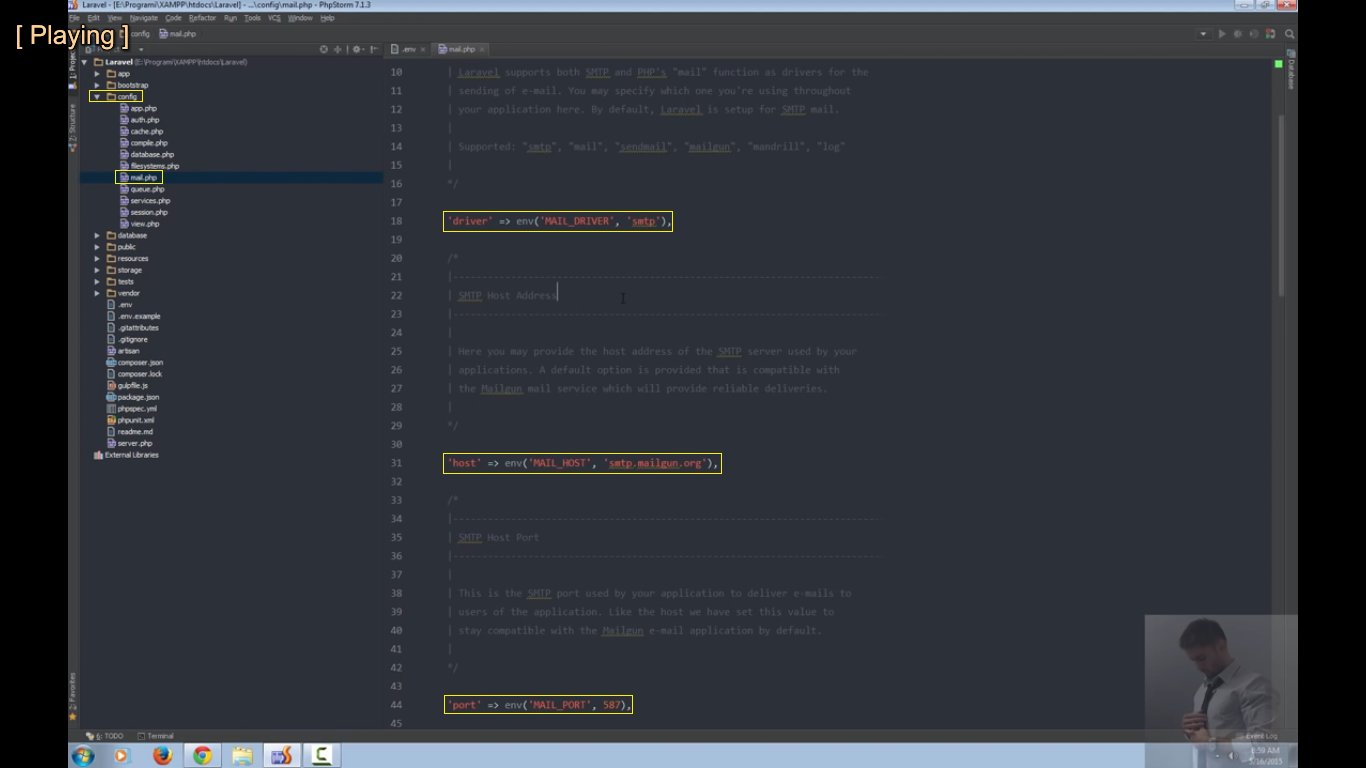 Laravel - [E:\Programi\XAMPP\htdocs\Laravel] - ...\config\mail.php - PhpStorm 7.1.3
[ Playing ]
File Edit View Navigate Code Refactor Run Tools VCS Window Help
config mail.php
.env mail.php
1: Project
Z: Structure
2: Favorites
Database
Laravel (E:\Programi\XAMPP\htdocs\Laravel)
app
bootstrap
config
app.php
auth.php
cache.php
compile.php
database.php
filesystems.php
mail.php
queue.php
services.php
session.php
view.php
database
public
resources
storage
tests
vendor
.env
.env.example
.gitattributes
.gitignore
artisan
composer.json
composer.lock
gulpfile.js
package.json
phpspec.yml
phpunit.xml
readme.md
server.php
External Libraries
10 | Laravel supports both SMTP and PHP's "mail" function as drivers for the
11 | sending of e-mail. You may specify which one you're using throughout
12 | your application here. By default, Laravel is setup for SMTP mail.
13 |
14 | Supported: "smtp", "mail", "sendmail", "mailgun", "mandrill", "log"
15 |
16 */
17
18 'driver' => env('MAIL_DRIVER', 'smtp'),
19
20 /*
21 |--------------------------------------------------------------------------
22 | SMTP Host Address
23 |--------------------------------------------------------------------------
24 |
25 | Here you may provide the host address of the SMTP server used by your
26 | applications. A default option is provided that is compatible with
27 | the Mailgun mail service which will provide reliable deliveries.
28 |
29 */
30
31 'host' => env('MAIL_HOST', 'smtp.mailgun.org'),
32
33 /*
34 |--------------------------------------------------------------------------
35 | SMTP Host Port
36 |--------------------------------------------------------------------------
37 |
38 | This is the SMTP port used by your application to deliver e-mails to
39 | users of the application. Like the host we have set this value to
40 | stay compatible with the Mailgun e-mail application by default.
41 |
42 */
43
44 'port' => env('MAIL_PORT', 587),
45
6: TODO Terminal Event Log
6:59 AM
5/16/2015